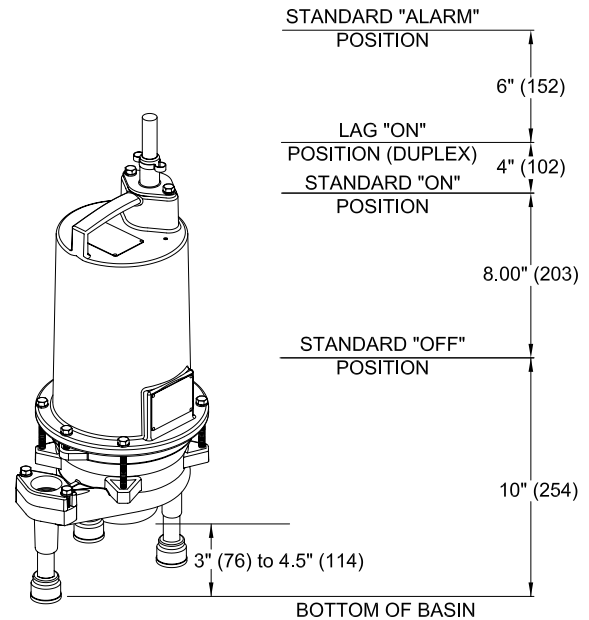 STANDARD "ALARM"
POSITION
6" (152)
LAG "ON"
POSITION (DUPLEX)
4" (102)
STANDARD "ON"
POSITION
8.00" (203)
STANDARD "OFF"
POSITION
10" (254)
3" (76) to 4.5" (114)
BOTTOM OF BASIN